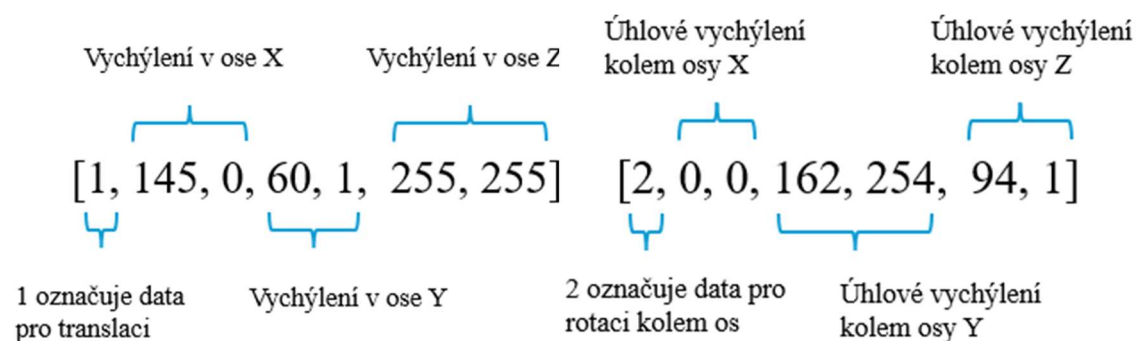 Vychýlení v ose X
Vychýlení v ose Z
Úhlové vychýlení
kolem osy X
Úhlové vychýlení
kolem osy Z
[1, 145, 0, 60, 1, 255, 255]
[2, 0, 0, 162, 254, 94, 1]
1 označuje data
pro translaci
Vychýlení v ose Y
2 označuje data pro
rotaci kolem os
Úhlové vychýlení
kolem osy Y